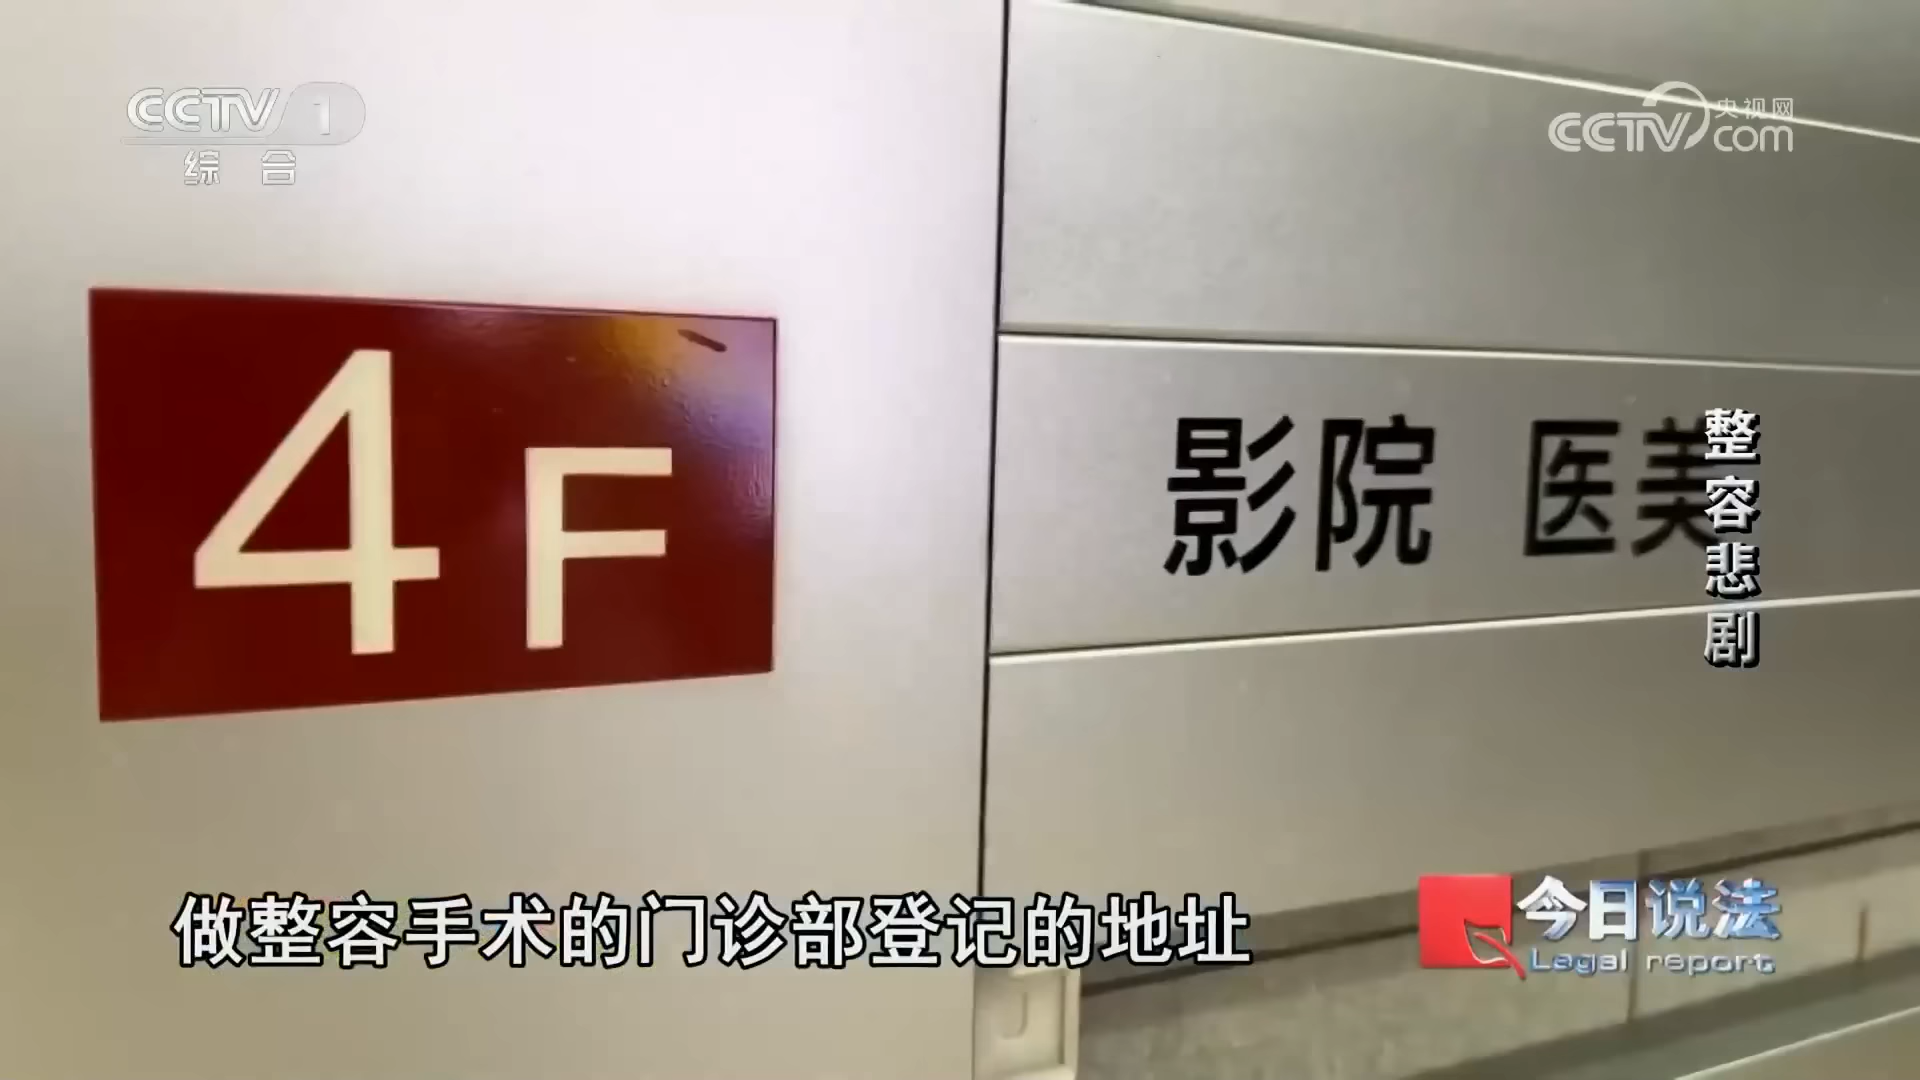 CCTV 1
综合
央视网
CCTV.com
4F
影院 医美
整容悲剧
做整容手术的门诊部登记的地址
今日说法
Legal report